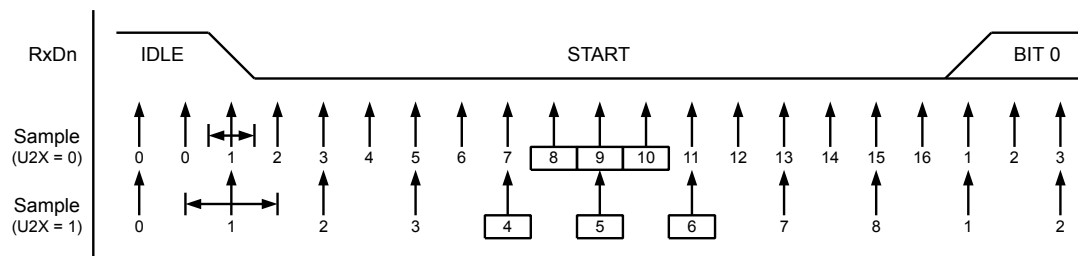 RxDn IDLE START BIT 0
Sample
(U2X = 0) 0 0 1 2 3 4 5 6 7 8 9 10 11 12 13 14 15 16 1 2 3
Sample
(U2X = 1) 0 1 2 3 4 5 6 7 8 1 2